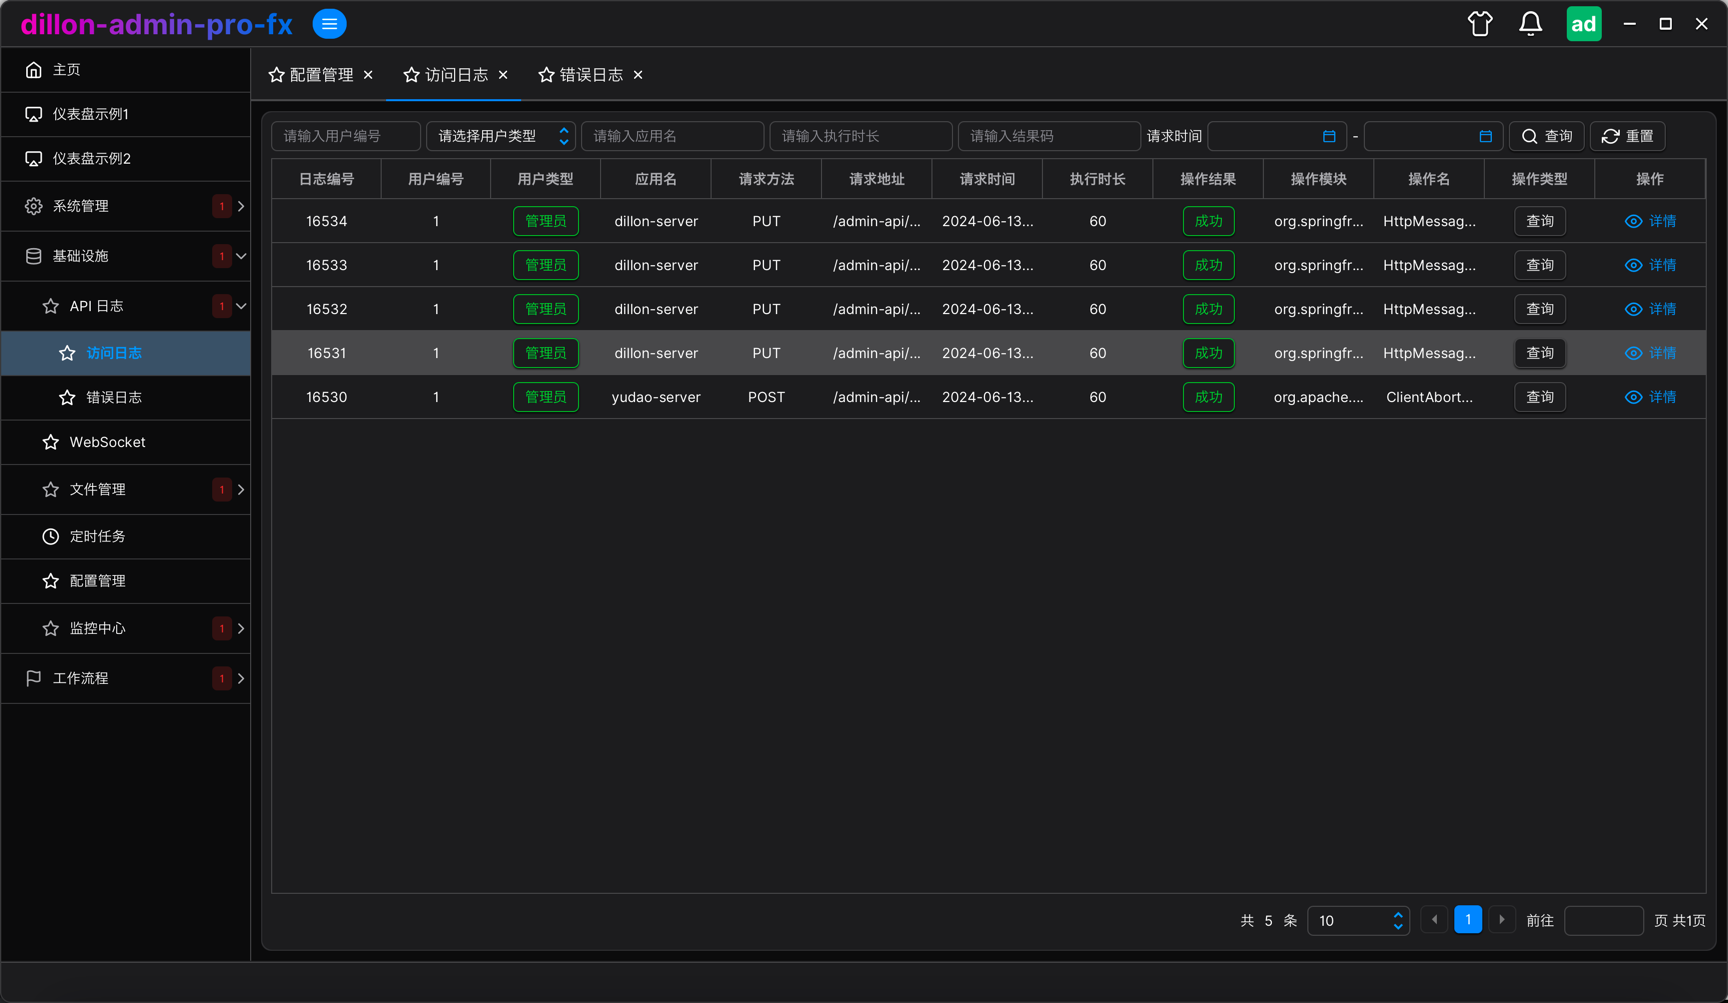 dillon-admin-pro-fx
ad
主页
仪表盘示例1
仪表盘示例2
系统管理 1
基础设施 1
API 日志 1
访问日志
错误日志
WebSocket
文件管理 1
定时任务
配置管理
监控中心 1
工作流程 1
配置管理 访问日志 错误日志
请输入用户编号 请选择用户类型 请输入应用名 请输入执行时长 请输入结果码 请求时间 - 查询 重置
日志编号 用户编号 用户类型 应用名 请求方法 请求地址 请求时间 执行时长 操作结果 操作模块 操作名 操作类型 操作
16534 1 管理员 dillon-server PUT /admin-api/... 2024-06-13... 60 成功 org.springfr... HttpMessag... 查询 详情
16533 1 管理员 dillon-server PUT /admin-api/... 2024-06-13... 60 成功 org.springfr... HttpMessag... 查询 详情
16532 1 管理员 dillon-server PUT /admin-api/... 2024-06-13... 60 成功 org.springfr... HttpMessag... 查询 详情
16531 1 管理员 dillon-server PUT /admin-api/... 2024-06-13... 60 成功 org.springfr... HttpMessag... 查询 详情
16530 1 管理员 yudao-server POST /admin-api/... 2024-06-13... 60 成功 org.apache.... ClientAbort... 查询 详情
共 5 条 10 1 前往 页 共1页